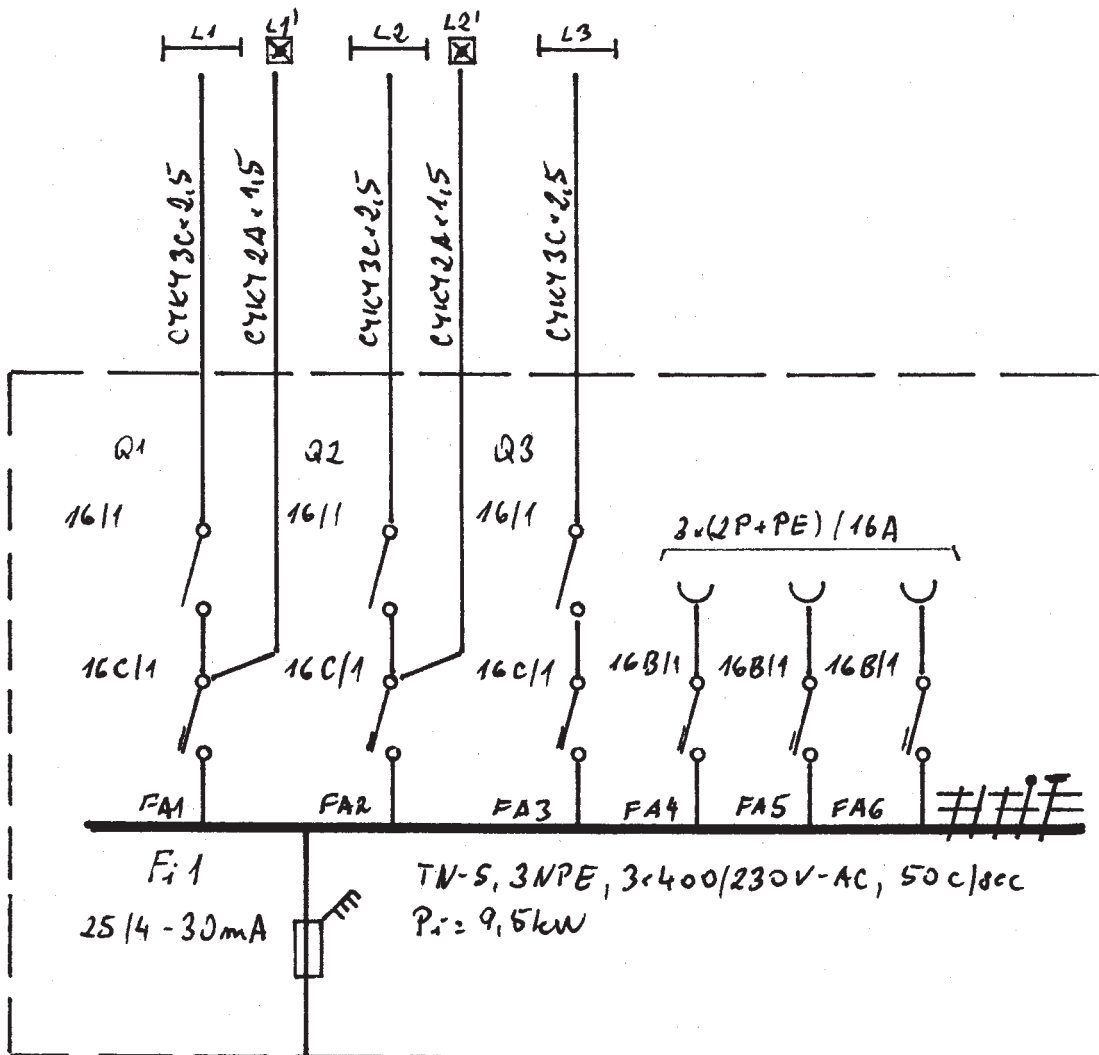 L1 L1' L2 L2' L3
CYKY 3C×2,5
CYKY 2A×1,5
CYKY 3C×2,5
CYKY 2A×1,5
CYKY 3C×2,5
Q1 Q2 Q3
16/1 16/1 16/1
3×(2P+PE)/16A
16C/1 16C/1 16C/1 16B/1 16B/1 16B/1
FA1 FA2 FA3 FA4 FA5 FA6
Fi1
TN-S, 3NPE, 3×400/230V-AC, 50c/sec
25/4-30mA
Pi= 9,5kW